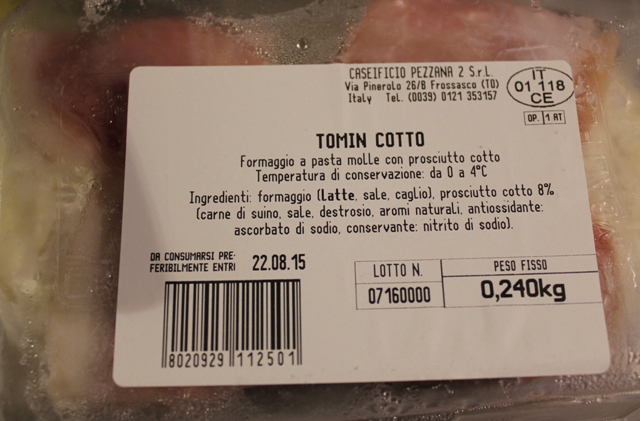 CASEIFICIO PEZZANA 2 S.r.L.
Via Pinerolo 26/B Frossasco (TO)
Italy Tel. (0039) 0121 353157
IT
01 118
CE
OP. 1 RT
TOMIN COTTO
Formaggio a pasta molle con prosciutto cotto
Temperatura di conservazione: da 0 a 4°C
Ingredienti: formaggio (Latte, sale, caglio), prosciutto cotto 8%
(carne di suino, sale, destrosio, aromi naturali, antiossidante:
ascorbato di sodio, conservante: nitrito di sodio).
DA CONSUMARSI PRE-
FERIBILMENTE ENTRI 22.08.15
LOTTO N. PESO FISSO
07160000 0,240kg
8020929 112501